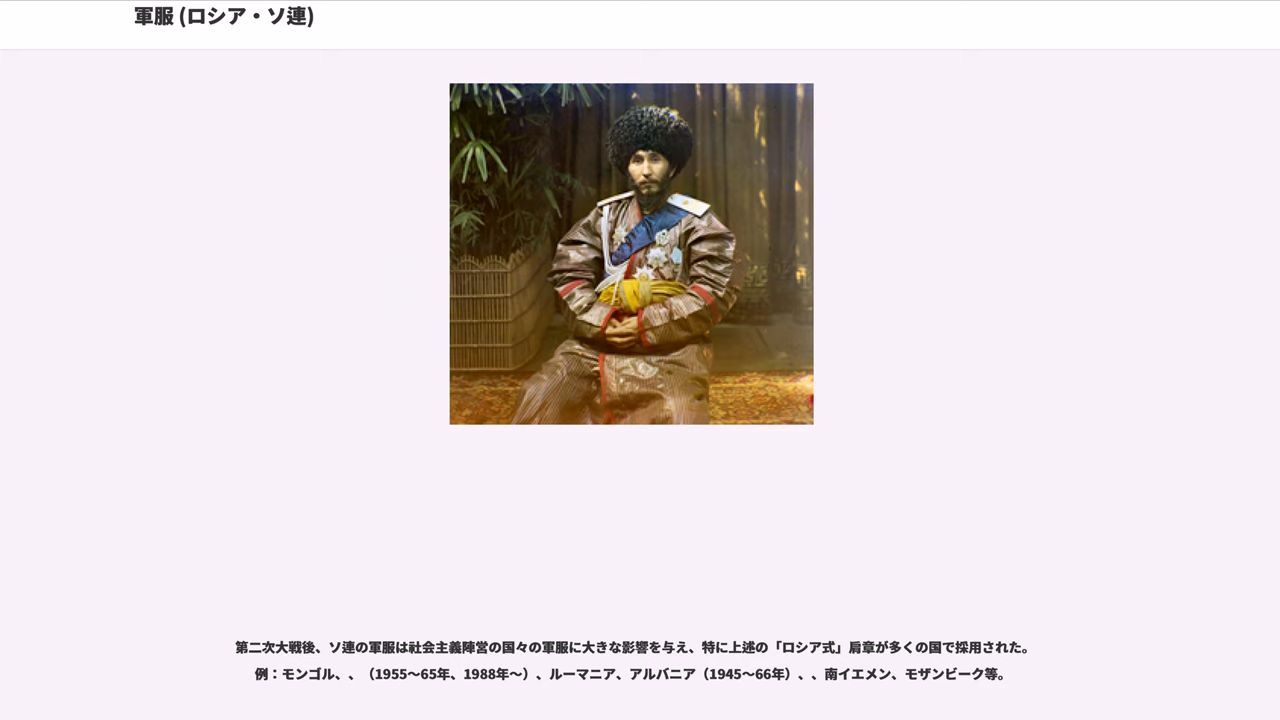 軍服 (ロシア・ソ連)
第二次大戦後、ソ連の軍服は社会主義陣営の国々の軍服に大きな影響を与え、特に上述の「ロシア式」肩章が多くの国で採用された。
例：モンゴル、、（1955〜65年、1988年〜）、ルーマニア、アルバニア（1945〜66年）、、南イエメン、モザンビーク等。